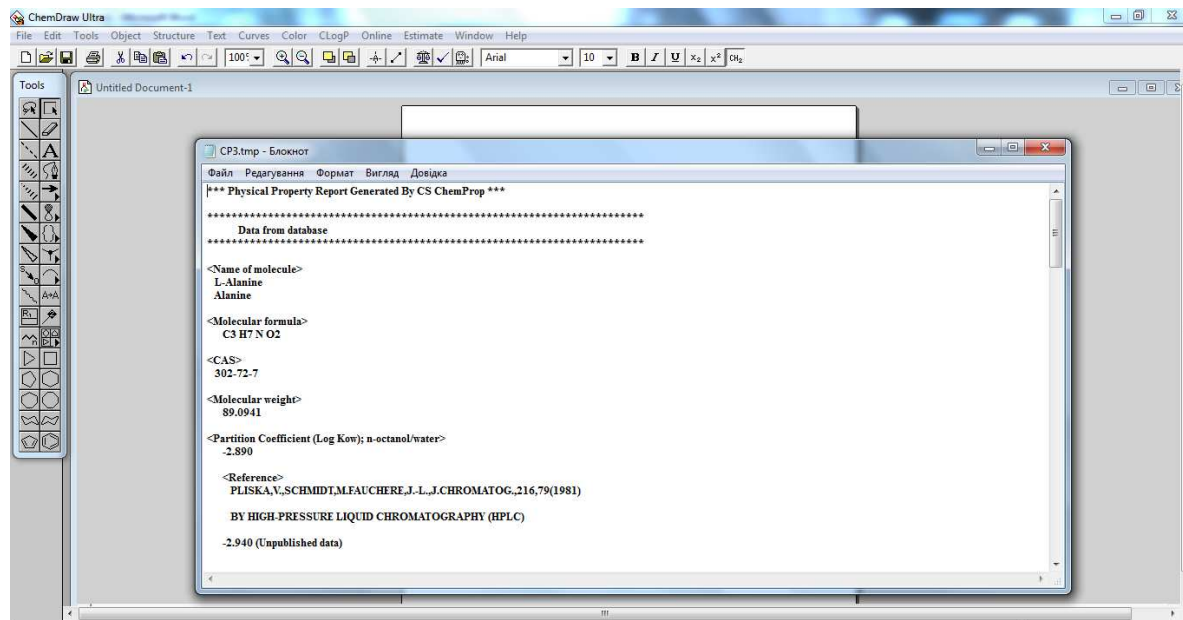 ChemDraw Ultra
File Edit Tools Object Structure Text Curves Color CLogP Online Estimate Window Help
Arial 10 B I U X₂ X² CH₂
Tools
Untitled Document-1
A
CP3.tmp - Блокнот
Файл Редагування Формат Вигляд Довідка
*** Physical Property Report Generated By CS ChemProp ***
************************************************************************
Data from database
************************************************************************
<Name of molecule>
L-Alanine
Alanine
<Molecular formula>
C3 H7 N O2
<CAS>
302-72-7
<Molecular weight>
89.0941
<Partition Coefficient (Log Kow); n-octanol/water>
-2.890
<Reference>
PLISKA,V.,SCHMIDT,M.FAUCHERE,J.-L.,J.CHROMATOG.,216,79(1981)
BY HIGH-PRESSURE LIQUID CHROMATOGRAPHY (HPLC)
-2.940 (Unpublished data)